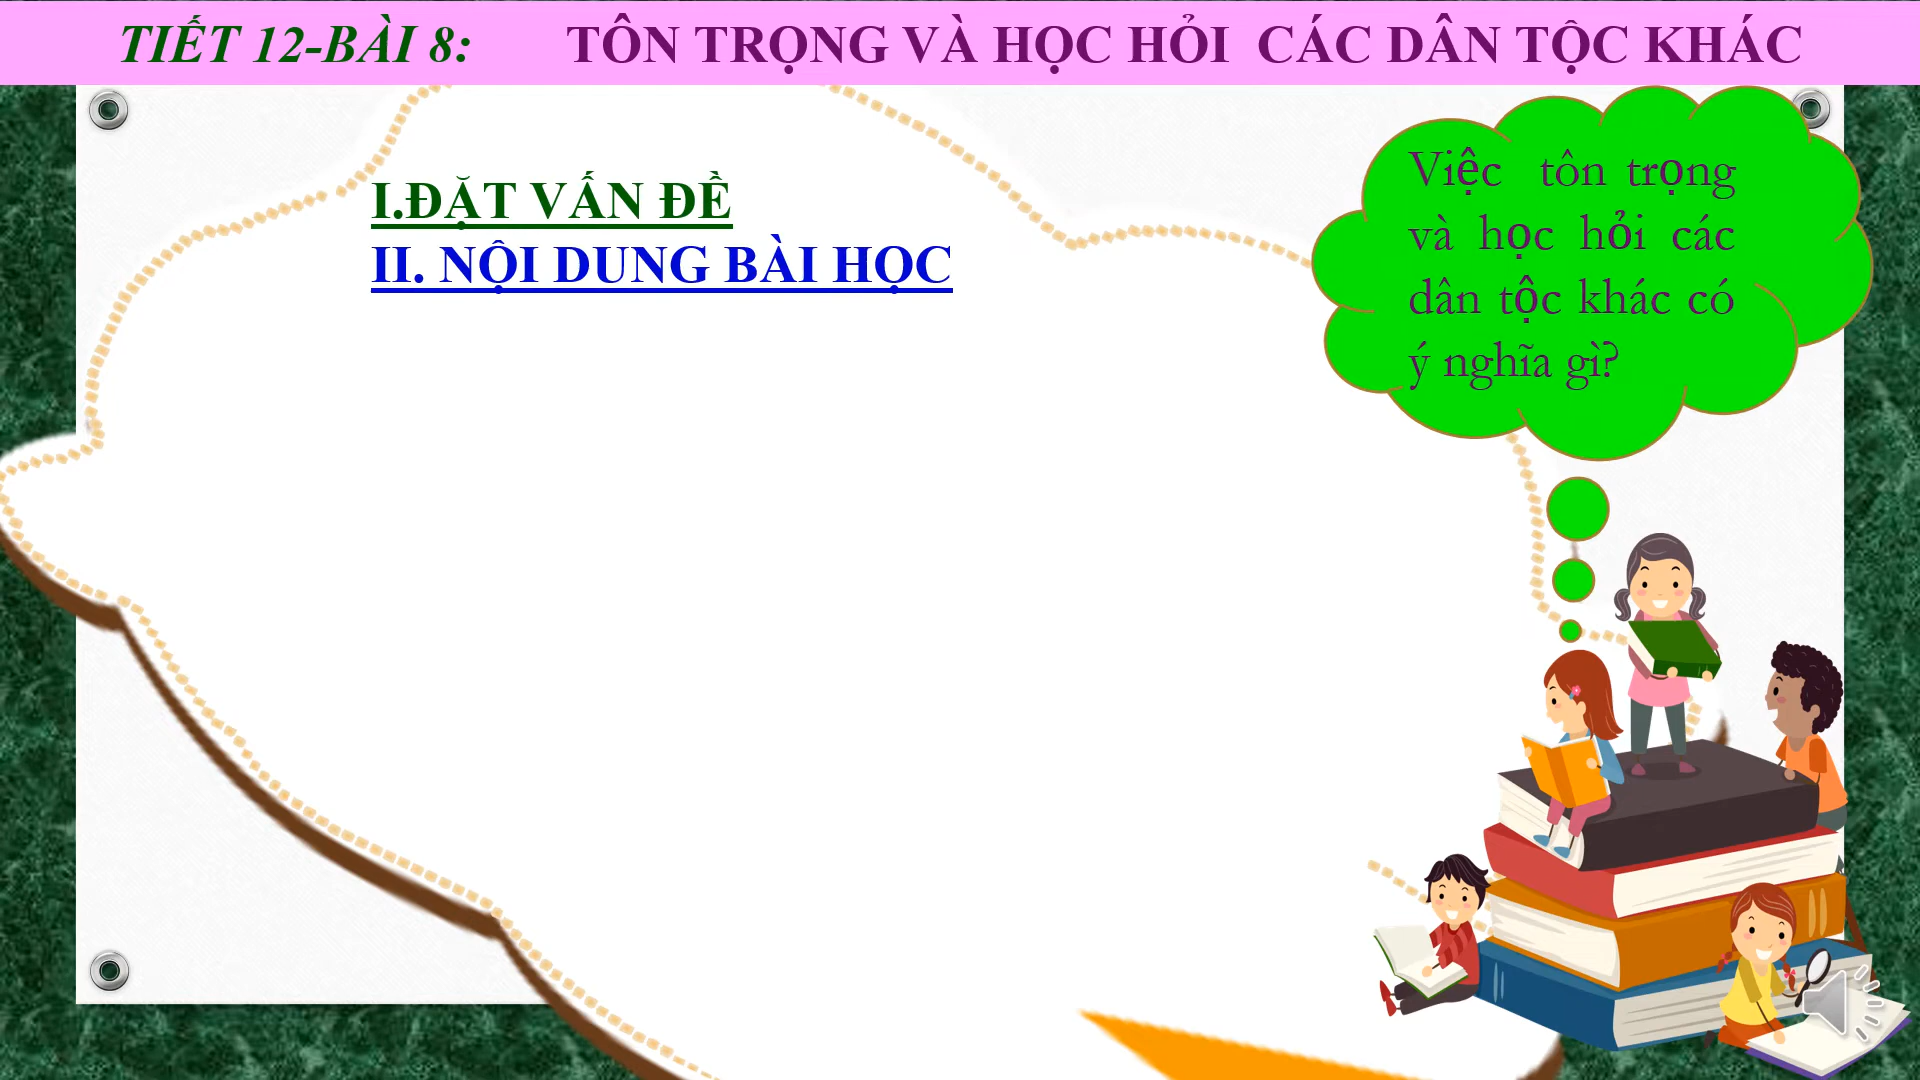 TIẾT 12-BÀI 8: TÔN TRỌNG VÀ HỌC HỎI CÁC DÂN TỘC KHÁC
I.ĐẶT VẤN ĐỀ
II. NỘI DUNG BÀI HỌC
Việc tôn trọng
và học hỏi các
dân tộc khác có
ý nghĩa gì?